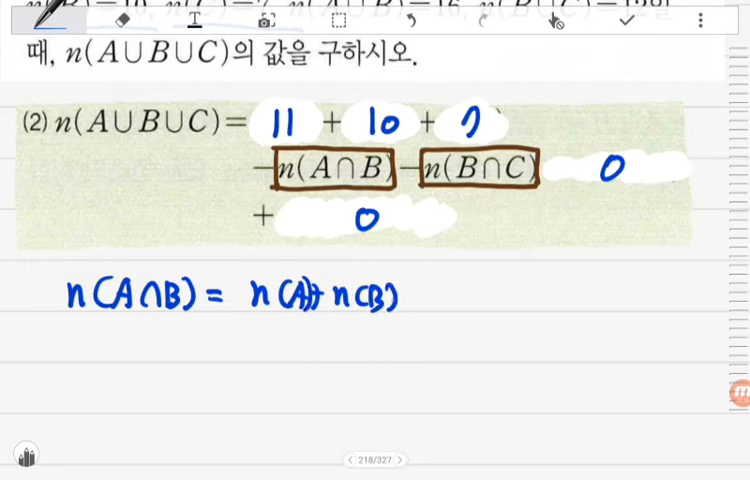 때, n(A∪B∪C)의 값을 구하시오.
(2) n(A∪B∪C)= 11 + 10 + 7
−n(A∩B)−n(B∩C) 0
+ 0
n(A∩B) = n(A)+ n(B)
218/327